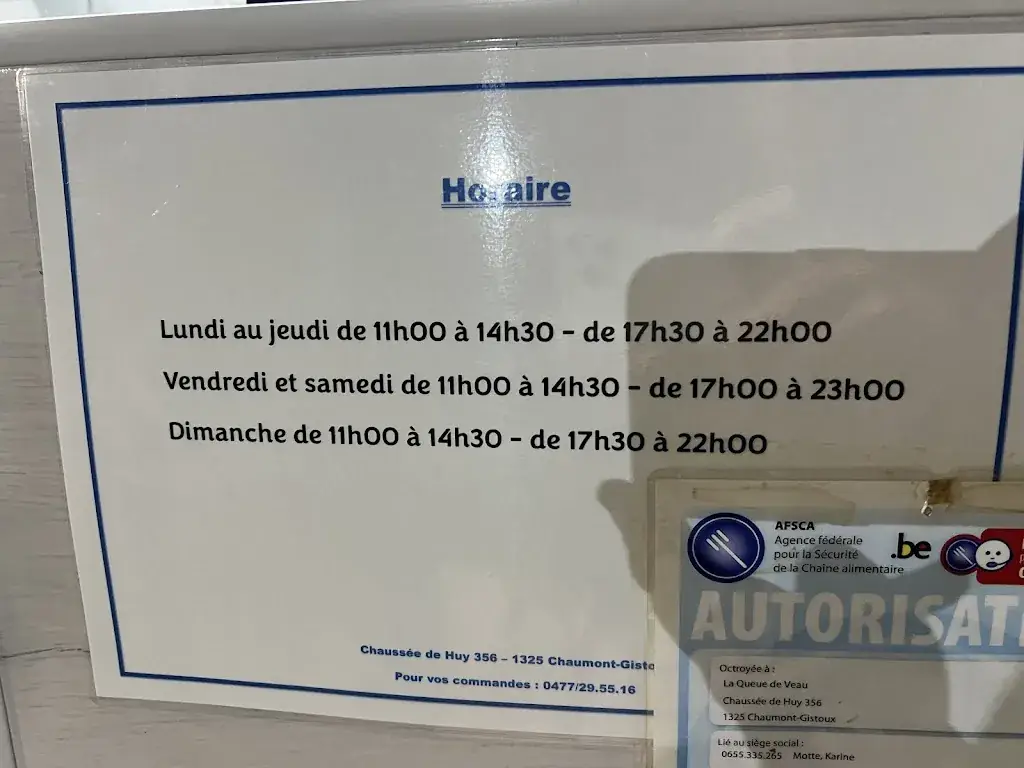 Horaire
Lundi au jeudi de 11h00 à 14h30 - de 17h30 à 22h00
Vendredi et samedi de 11h00 à 14h30 - de 17h00 à 23h00
Dimanche de 11h00 à 14h30 - de 17h30 à 22h00
Chaussée de Huy 356 - 1325 Chaumont-Gisto
Pour vos commandes : 0477/29.55.16
AFSCA
Agence fédérale
pour la Sécurité
de la Chaîne alimentaire
.be
AUTORISAT
Octroyée à :
La Queue de Veau
Chaussée de Huy 356
1325 Chaumont-Gistoux
Lié au siège social :
0655.335.265 Motte, Karine